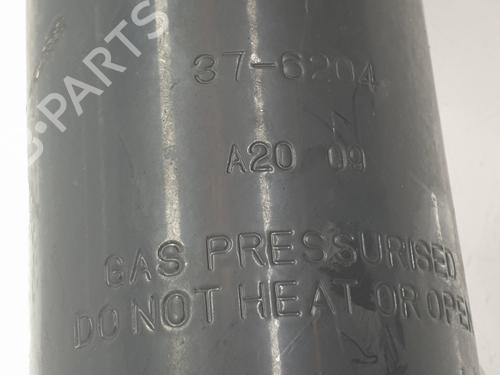 B-PARTS
37-6204
A20 09
GAS PRESSURISED
DO NOT HEAT OR OPEN